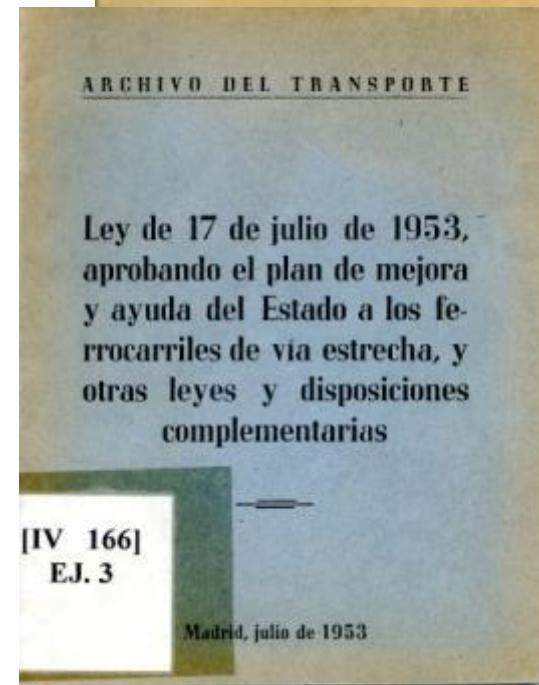 ARCHIVO DEL TRANSPORTE
Ley de 17 de julio de 1953,
aprobando el plan de mejora
y ayuda del Estado a los fe-
rrocarriles de vía estrecha, y
otras leyes y disposiciones
complementarias
[IV 166]
EJ. 3
Madrid, julio de 1953